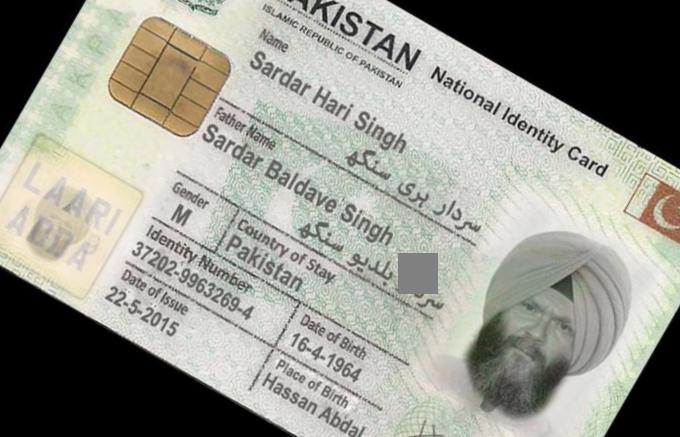 PAKISTAN
ISLAMIC REPUBLIC OF PAKISTAN
National Identity Card
Name
Sardar Hari Singh
سردار ہری سنگھ
Father Name
Sardar Baldave Singh
بلدیو سنگھ
Gender
M
Country of Stay
Pakistan
Identity Number
37202-9963269-4
Date of Birth
16-4-1964
Date of Issue
22-5-2015
Place of Birth
Hassan Abdal
LAARI
ADDA